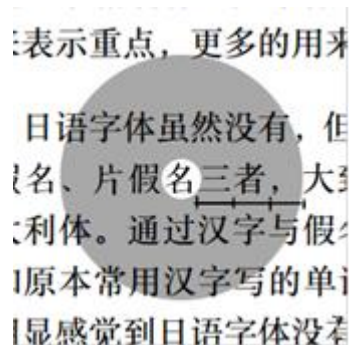 表示重点，更多的用来
日语字体虽然没有，但
名、片假名三者，大
利体。通过汉字与假
原本常用汉字写的单
显感觉到日语字体没有